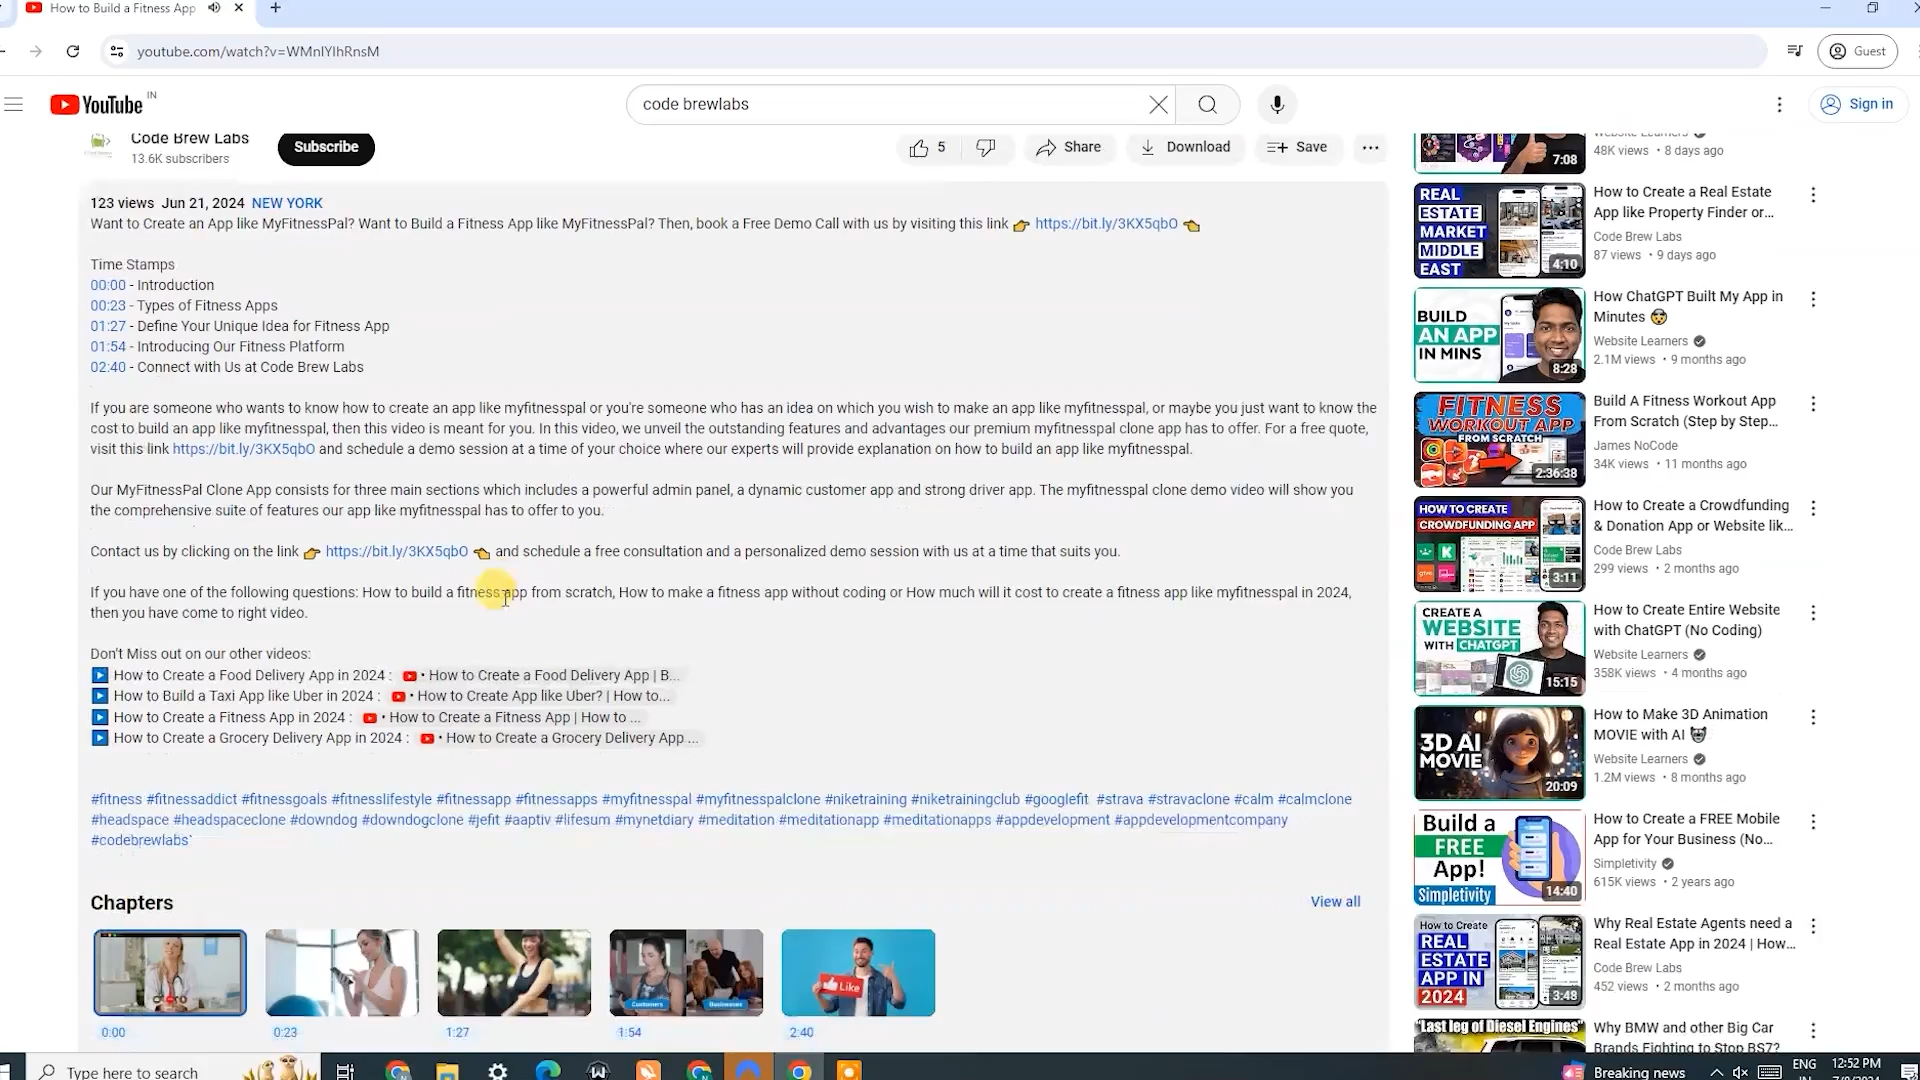 How to Build a Fitness App
youtube.com/watch?v=WMnlYlhRnsM
Guest
YouTube IN
code brewlabs
Sign in
Code Brew Labs
13.6K subscribers
Subscribe
5
Share
Download
Save
123 views Jun 21, 2024 NEW YORK
Want to Create an App like MyFitnessPal? Want to Build a Fitness App like MyFitnessPal? Then, book a Free Demo Call with us by visiting this link 👉 https://bit.ly/3KX5qbO 👈
Time Stamps
00:00 - Introduction
00:23 - Types of Fitness Apps
01:27 - Define Your Unique Idea for Fitness App
01:54 - Introducing Our Fitness Platform
02:40 - Connect with Us at Code Brew Labs
If you are someone who wants to know how to create an app like myfitnesspal or you're someone who has an idea on which you wish to make an app like myfitnesspal, or maybe you just want to know the
cost to build an app like myfitnesspal, then this video is meant for you. In this video, we unveil the outstanding features and advantages our premium myfitnesspal clone app has to offer. For a free quote,
visit this link https://bit.ly/3KX5qbO and schedule a demo session at a time of your choice where our experts will provide explanation on how to build an app like myfitnesspal.
Our MyFitnessPal Clone App consists for three main sections which includes a powerful admin panel, a dynamic customer app and strong driver app. The myfitnesspal clone demo video will show you
the comprehensive suite of features our app like myfitnesspal has to offer to you.
Contact us by clicking on the link 👉 https://bit.ly/3KX5qbO 👈 and schedule a free consultation and a personalized demo session with us at a time that suits you.
If you have one of the following questions: How to build a fitness app from scratch, How to make a fitness app without coding or How much will it cost to create a fitness app like myfitnesspal in 2024,
then you have come to right video.
Don't Miss out on our other videos:
▶️ How to Create a Food Delivery App in 2024 : • How to Create a Food Delivery App | B...
▶️ How to Build a Taxi App like Uber in 2024 : • How to Create App like Uber? | How to...
▶️ How to Create a Fitness App in 2024 : • How to Create a Fitness App | How to ...
▶️ How to Create a Grocery Delivery App in 2024 : • How to Create a Grocery Delivery App ...
#fitness #fitnessaddict #fitnessgoals #fitnesslifestyle #fitnessapp #fitnessapps #myfitnesspal #myfitnesspalclone #niketraining #niketrainingclub #googlefit #strava #stravaclone #calm #calmclone
#headspace #headspaceclone #downdog #downdogclone #jefit #aaptiv #lifesum #mynetdiary #meditation #meditationapp #meditationapps #appdevelopment #appdevelopmentcompany
#codebrewlabs`
Chapters
View all
Customers
Businesses
Like
0:00
0:23
1:27
1:54
2:40
7:08
Website Learners
48K views • 8 days ago
REAL
ESTATE
MARKET
MIDDLE
EAST
4:10
How to Create a Real Estate
App like Property Finder or...
Code Brew Labs
87 views • 9 days ago
BUILD
AN APP
IN MINS
8:28
How ChatGPT Built My App in
Minutes 🤯
Website Learners
2.1M views • 9 months ago
FITNESS
WORKOUT APP
FROM SCRATCH
2:36:38
Build A Fitness Workout App
From Scratch (Step by Step...
James NoCode
34K views • 11 months ago
HOW TO CREATE
CROWDFUNDING APP
3:11
How to Create a Crowdfunding
& Donation App or Website lik...
Code Brew Labs
299 views • 2 months ago
CREATE A
WEBSITE
WITH CHATGPT
15:15
How to Create Entire Website
with ChatGPT (No Coding)
Website Learners
358K views • 4 months ago
3D AI
MOVIE
20:09
How to Make 3D Animation
MOVIE with AI
Website Learners
1.2M views • 8 months ago
Build a
FREE
App!
Simpletivity
14:40
How to Create a FREE Mobile
App for Your Business (No...
Simpletivity
615K views • 2 years ago
How to Create
REAL
ESTATE
APP IN
2024
3:48
Why Real Estate Agents need a
Real Estate App in 2024 | How...
Code Brew Labs
452 views • 2 months ago
"Last leg of Diesel Engines"
Why BMW and other Big Car
Brands Fighting to Stop BS7?
Type here to search
Breaking news
ENG
12:52 PM